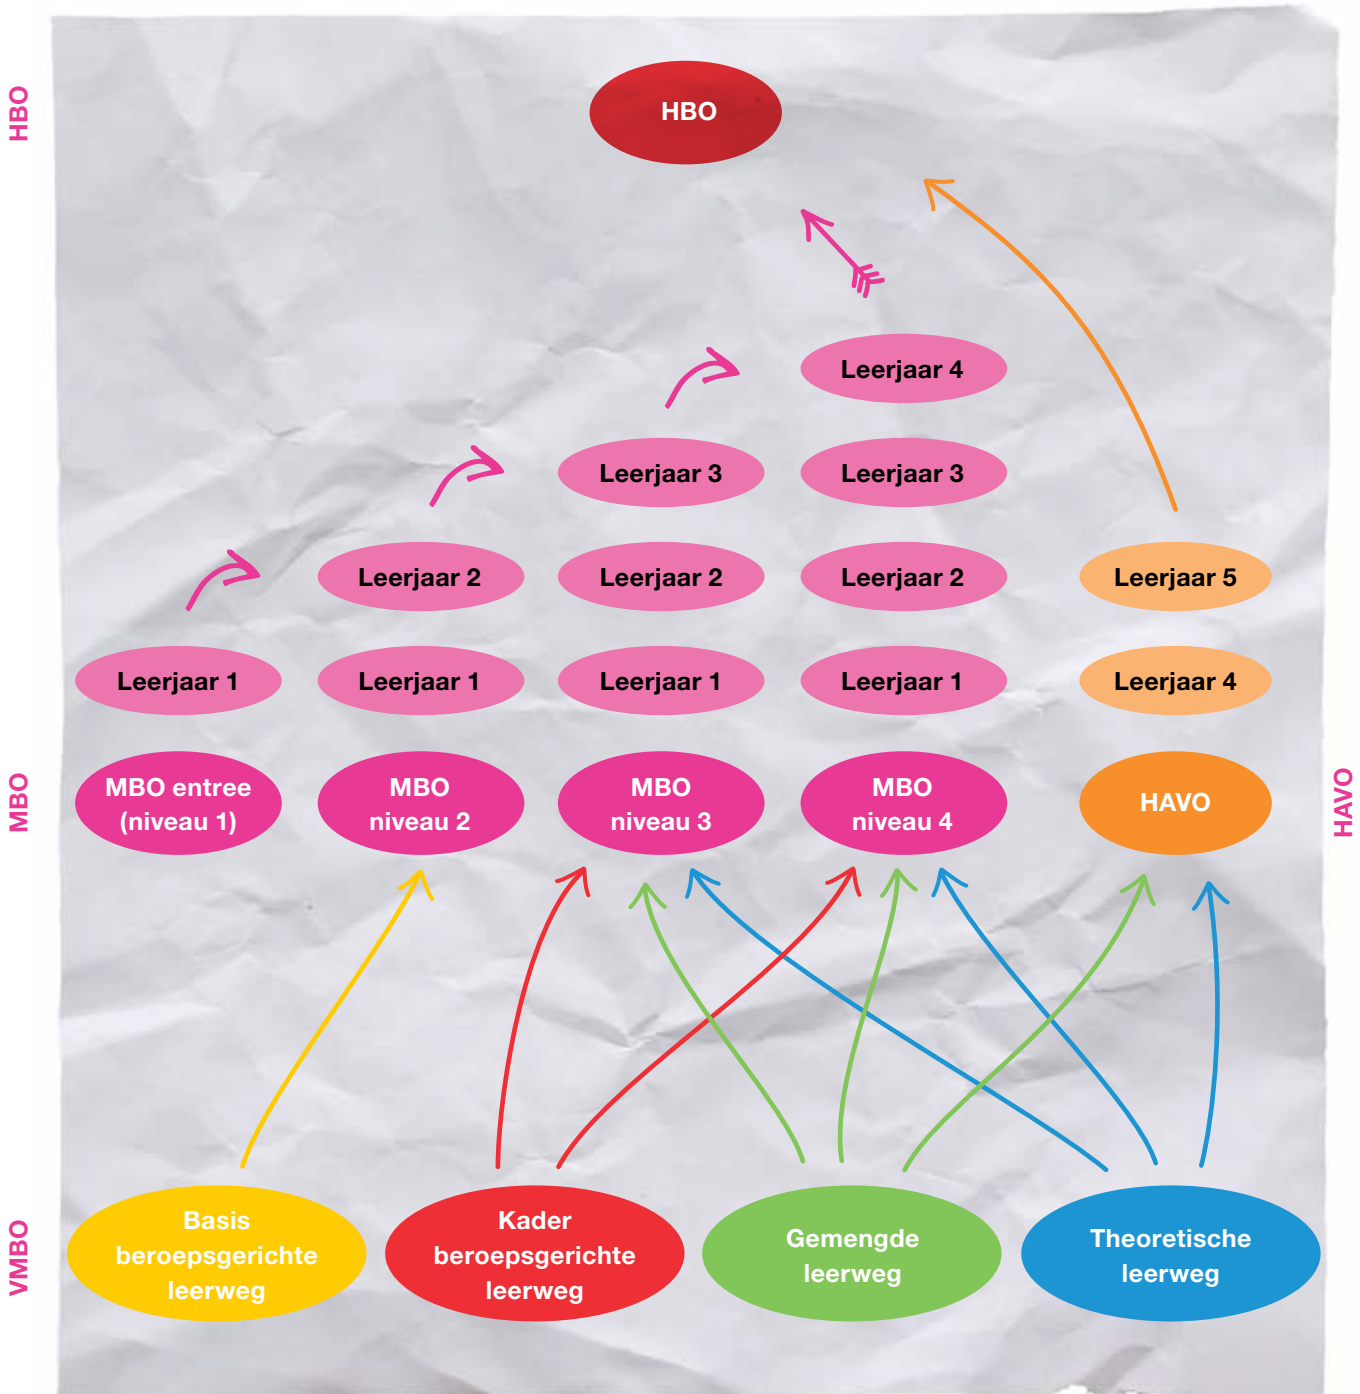 HBO
HBO
Leerjaar 4
Leerjaar 3
Leerjaar 3
Leerjaar 2
Leerjaar 2
Leerjaar 2
Leerjaar 5
Leerjaar 1
Leerjaar 1
Leerjaar 1
Leerjaar 1
Leerjaar 4
MBO
MBO entree
(niveau 1)
MBO
niveau 2
MBO
niveau 3
MBO
niveau 4
HAVO
HAVO
VMBO
Basis
beroepsgerichte
leerweg
Kader
beroepsgerichte
leerweg
Gemengde
leerweg
Theoretische
leerweg